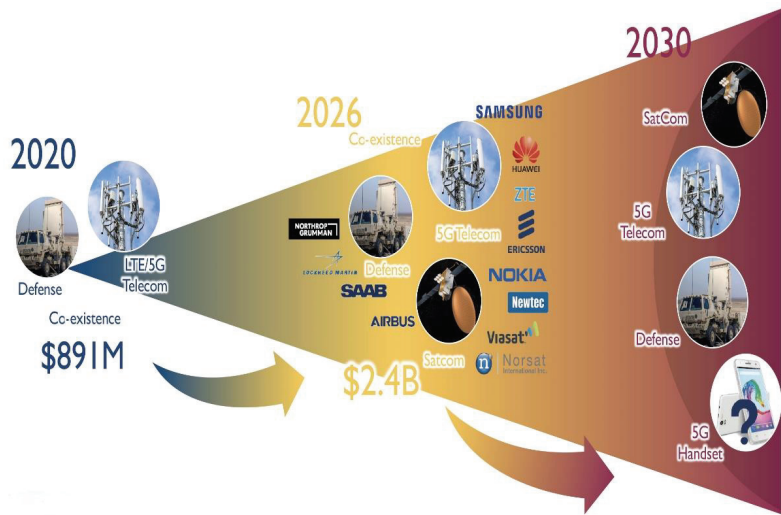 2020
LTE/5G
Telecom
Defense
Co-existence
$891M
2026
Co-existence
5G Telecom
NORTHROP
GRUMMAN
LOCKHEED MARTIN
Defense
SAAB
AIRBUS
Satcom
$2.4B
SAMSUNG
HUAWEI
ZTE
ERICSSON
NOKIA
Newtec
Viasat
n
Norsat
International Inc.
2030
SatCom
5G
Telecom
Defense
5G
Handset
?